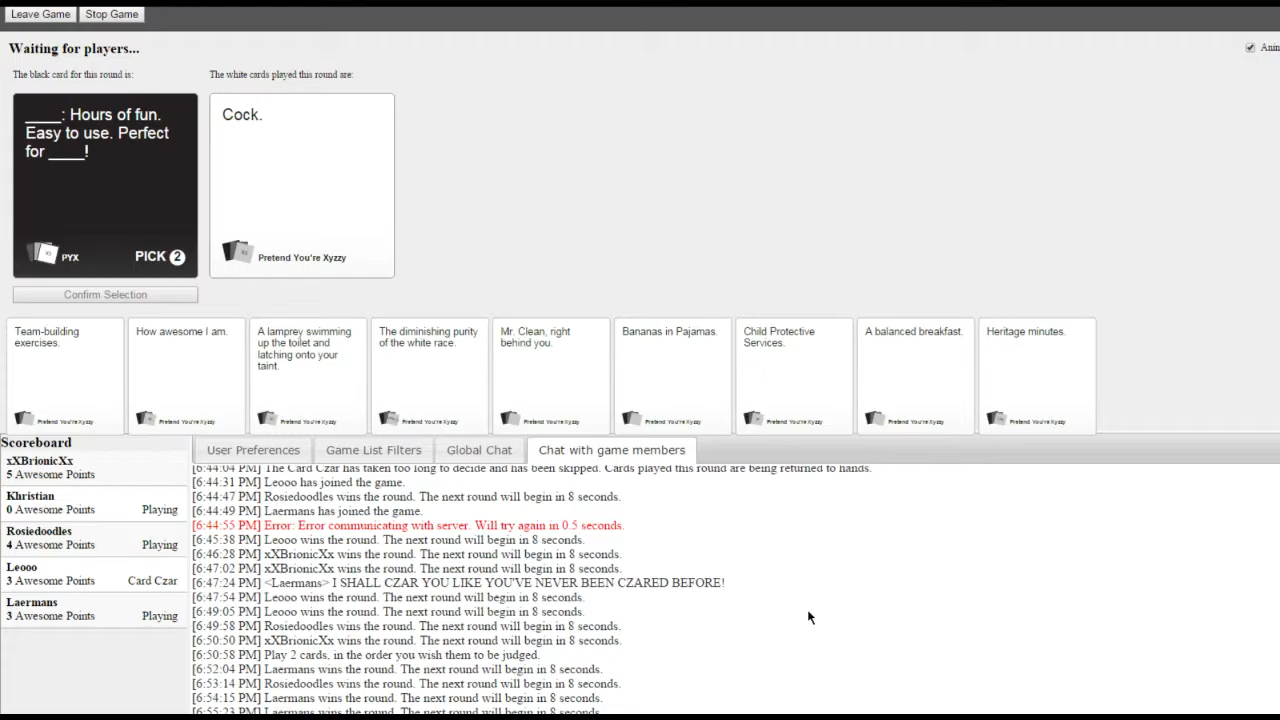 Leave Game Stop Game
Waiting for players...
Anin
The black card for this round is:
The white cards played this round are:
____: Hours of fun.
Easy to use. Perfect
for ____!
PYX
PICK 2
Cock.
Pretend You're Xyzzy
Confirm Selection
Team-building
exercises.
Pretend You're Xyzzy
How awesome I am.
Pretend You're Xyzzy
A lamprey swimming
up the toilet and
latching onto your
taint.
Pretend You're Xyzzy
The diminishing purity
of the white race.
Pretend You're Xyzzy
Mr. Clean, right
behind you.
Pretend You're Xyzzy
Bananas in Pajamas.
Pretend You're Xyzzy
Child Protective
Services.
Pretend You're Xyzzy
A balanced breakfast.
Pretend You're Xyzzy
Heritage minutes.
Pretend You're Xyzzy
Scoreboard
xXBrionicXx
5 Awesome Points
Khristian
0 Awesome Points Playing
Rosiedoodles
4 Awesome Points Playing
Leooo
3 Awesome Points Card Czar
Laermans
3 Awesome Points Playing
User Preferences Game List Filters Global Chat Chat with game members
[6:44:04 PM] The Card Czar has taken too long to decide and has been skipped. Cards played this round are being returned to hands.
[6:44:31 PM] Leooo has joined the game.
[6:44:47 PM] Rosiedoodles wins the round. The next round will begin in 8 seconds.
[6:44:49 PM] Laermans has joined the game.
[6:44:55 PM] Error: Error communicating with server. Will try again in 0.5 seconds.
[6:45:38 PM] Leooo wins the round. The next round will begin in 8 seconds.
[6:46:28 PM] xXBrionicXx wins the round. The next round will begin in 8 seconds.
[6:47:02 PM] xXBrionicXx wins the round. The next round will begin in 8 seconds.
[6:47:24 PM] <Laermans> I SHALL CZAR YOU LIKE YOU'VE NEVER BEEN CZARED BEFORE!
[6:47:54 PM] Leooo wins the round. The next round will begin in 8 seconds.
[6:49:05 PM] Leooo wins the round. The next round will begin in 8 seconds.
[6:49:58 PM] Rosiedoodles wins the round. The next round will begin in 8 seconds.
[6:50:50 PM] xXBrionicXx wins the round. The next round will begin in 8 seconds.
[6:50:58 PM] Play 2 cards, in the order you wish them to be judged.
[6:52:04 PM] Laermans wins the round. The next round will begin in 8 seconds.
[6:53:14 PM] Rosiedoodles wins the round. The next round will begin in 8 seconds.
[6:54:15 PM] Laermans wins the round. The next round will begin in 8 seconds.
[6:55:23 PM] Laermans wins the round. The next round will begin in 8 seconds.